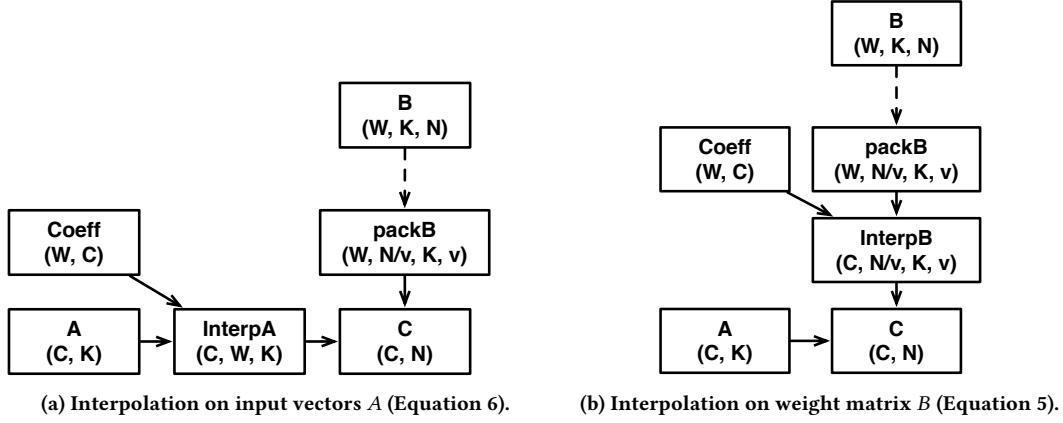 B
(W, K, N)
packB
(W, N/v, K, v)
Coeff
(W, C)
A
(C, K)
InterpA
(C, W, K)
C
(C, N)
(a) Interpolation on input vectors A (Equation 6).
B
(W, K, N)
Coeff
(W, C)
packB
(W, N/v, K, v)
InterpB
(C, N/v, K, v)
A
(C, K)
C
(C, N)
(b) Interpolation on weight matrix B (Equation 5).